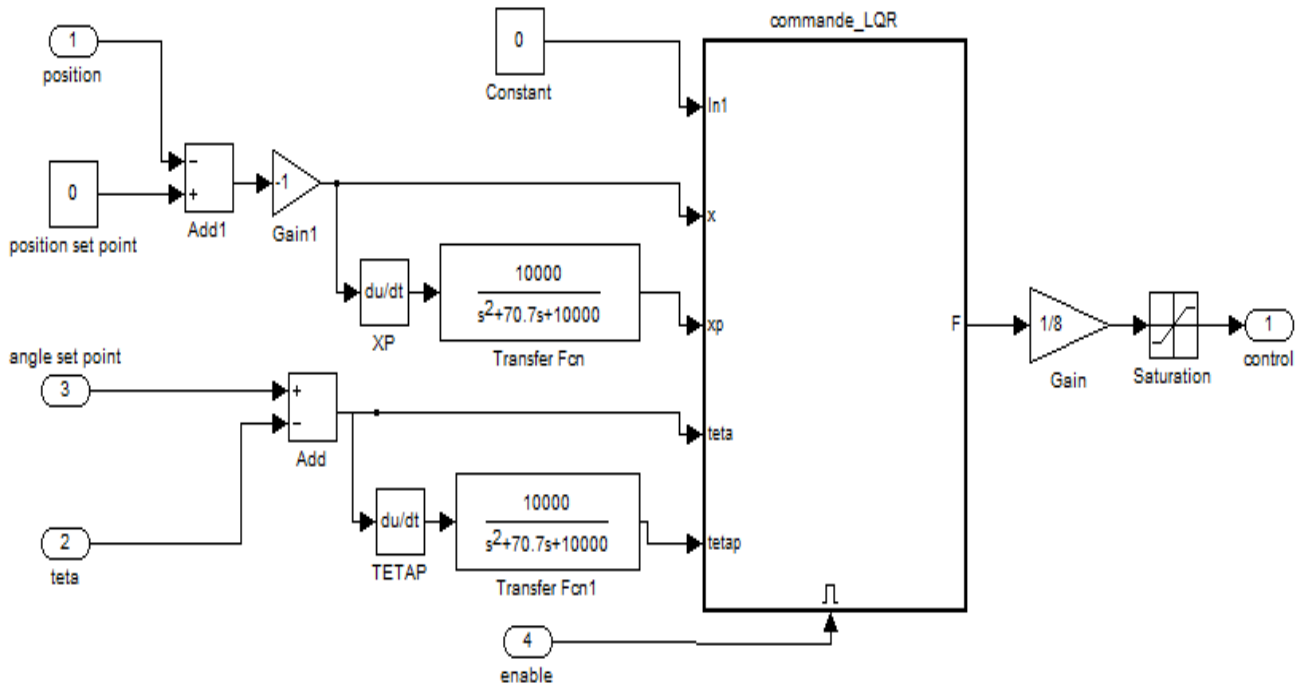 commande_LQR
1
position
0
Constant
In1
−
+
0
position set point
Add1
-1
Gain1
x
du/dt
XP
10000
s2+70.7s+10000
Transfer Fcn
xp
F
1/8
Gain
Saturation
1
control
angle set point
3
+
−
Add
teta
du/dt
TETAP
10000
s2+70.7s+10000
Transfer Fcn1
tetap
2
teta
4
enable